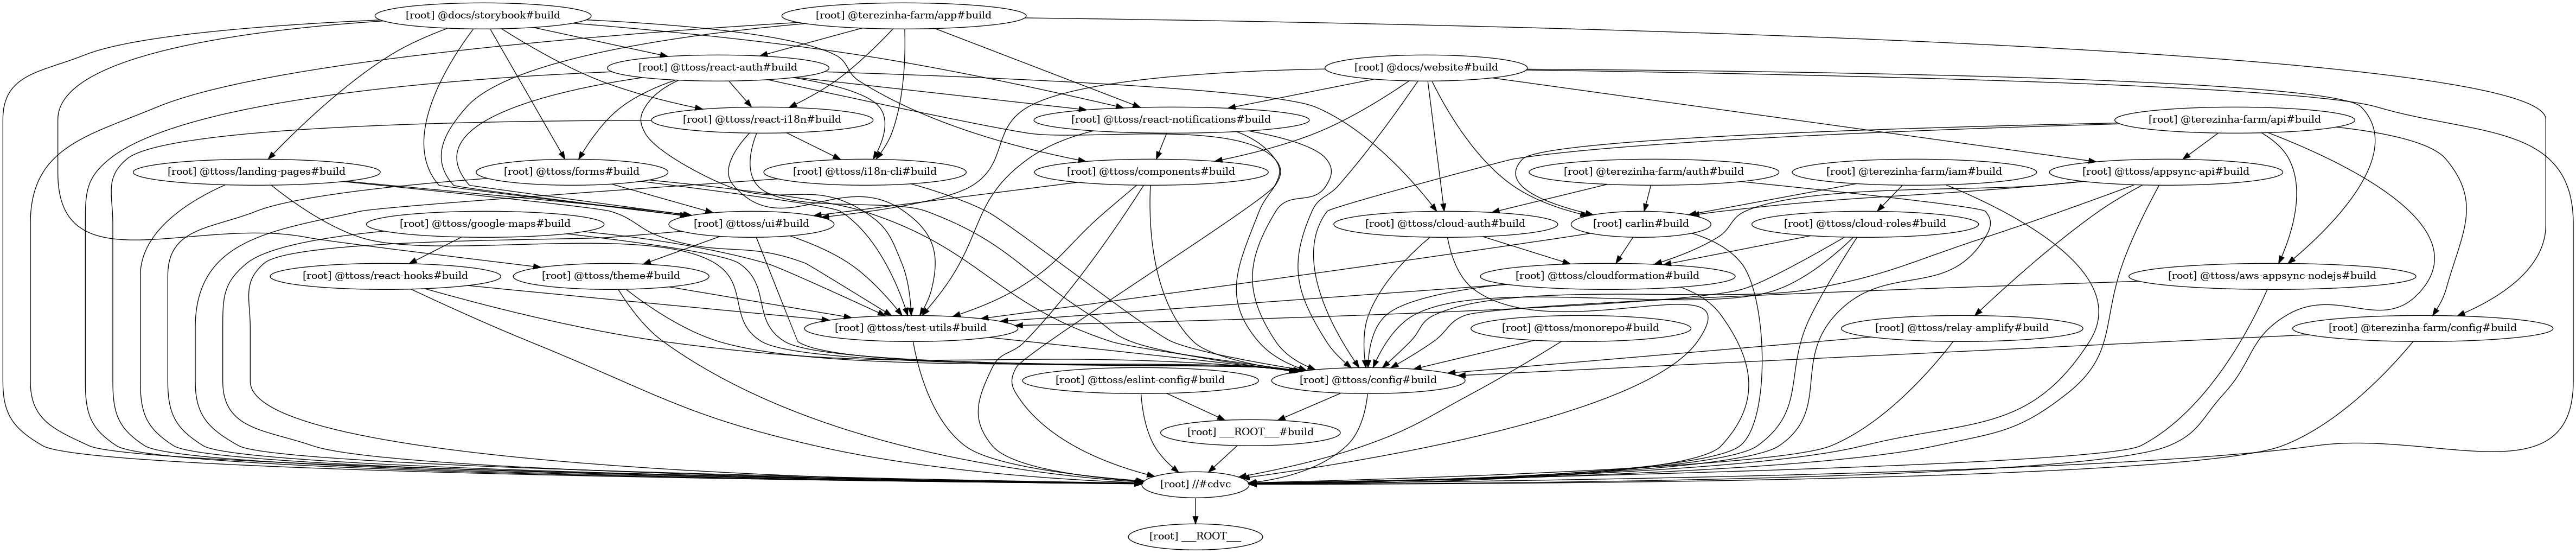 [root] @docs/storybook#build
[root] @terezinha-farm/app#build
[root] @ttoss/react-auth#build
[root] @docs/website#build
[root] @ttoss/react-i18n#build
[root] @ttoss/react-notifications#build
[root] @terezinha-farm/api#build
[root] @ttoss/landing-pages#build
[root] @ttoss/forms#build
[root] @ttoss/i18n-cli#build
[root] @ttoss/components#build
[root] @terezinha-farm/auth#build
[root] @terezinha-farm/iam#build
[root] @ttoss/appsync-api#build
[root] @ttoss/google-maps#build
[root] @ttoss/ui#build
[root] @ttoss/cloud-auth#build
[root] carlin#build
[root] @ttoss/cloud-roles#build
[root] @ttoss/react-hooks#build
[root] @ttoss/theme#build
[root] @ttoss/cloudformation#build
[root] @ttoss/aws-appsync-nodejs#build
[root] @ttoss/test-utils#build
[root] @ttoss/monorepo#build
[root] @ttoss/relay-amplify#build
[root] @terezinha-farm/config#build
[root] @ttoss/eslint-config#build
[root] @ttoss/config#build
[root] ___ROOT___#build
[root] //#cdvc
[root] ___ROOT___